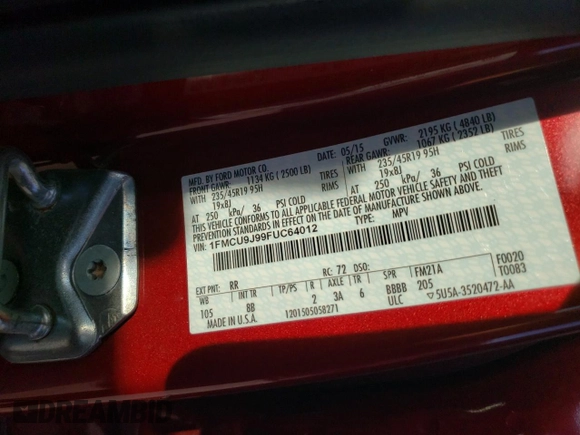 MFD. BY FORD MOTOR CO.
DATE: 05/15 GVWR: 2195 KG ( 4840 LB)
FRONT GAWR: 1134 KG ( 2500 LB) REAR GAWR: 1067 KG ( 2352 LB)
WITH 235/45R19 95H TIRES WITH 235/45R19 95H TIRES
19x8J RIMS 19x8J RIMS
AT 250 kPa/ 36 PSI COLD AT 250 kPa/ 36 PSI COLD
THIS VEHICLE CONFORMS TO ALL APPLICABLE FEDERAL MOTOR VEHICLE SAFETY AND THEFT
PREVENTION STANDARDS IN EFFECT ON THE DATE OF MANUFACTURE SHOWN ABOVE.
VIN: 1FMCU9J99FUC64012 TYPE: MPV
EXT PNT: RR RC: 72 DSO: FM21A F0020
WB INT TR TP/PS R AXLE TR SPR T0083
105 BB 2 3A 6 BBBB 205
MADE IN U.S.A. 1201505058271 ULC 5U5A-3520472-AA
DREAMBID